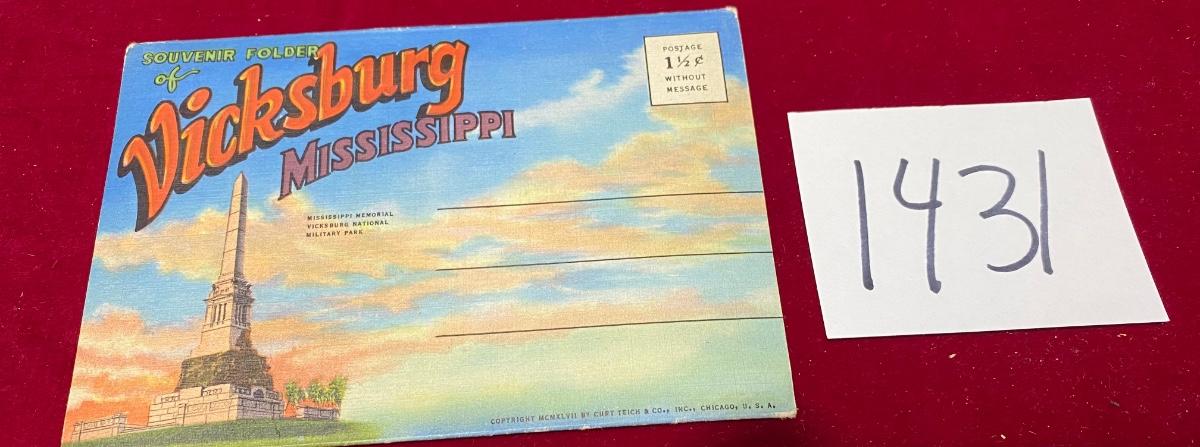 SOUVENIR FOLDER
of
Vicksburg
MISSISSIPPI
POSTAGE
1½¢
WITHOUT
MESSAGE
MISSISSIPPI MEMORIAL
VICKSBURG NATIONAL
MILITARY PARK
COPYRIGHT MCMXLVII BY CURT TEICH & CO., INC., CHICAGO, U. S. A.
1431